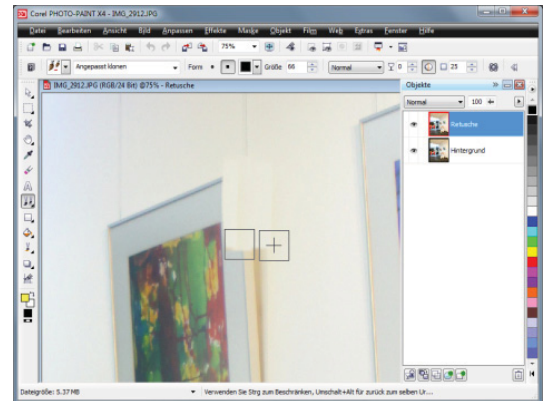 Corel PHOTO-PAINT X4 - IMG_2912.JPG
Datei Bearbeiten Ansicht Bild Anpassen Effekte Maske Objekt Film Web Extras Fenster Hilfe
75%
Angepasst klonen Form Größe 66 Normal 0 25
IMG_2912.JPG (RGB/24 Bit) @75% - Retusche
Objekte
Normal 100
Retusche
Hintergrund
Dateigröße: 5.37 MB Verwenden Sie Strg zum Beschränken, Umschalt+Alt für zurück zum selben Ur...